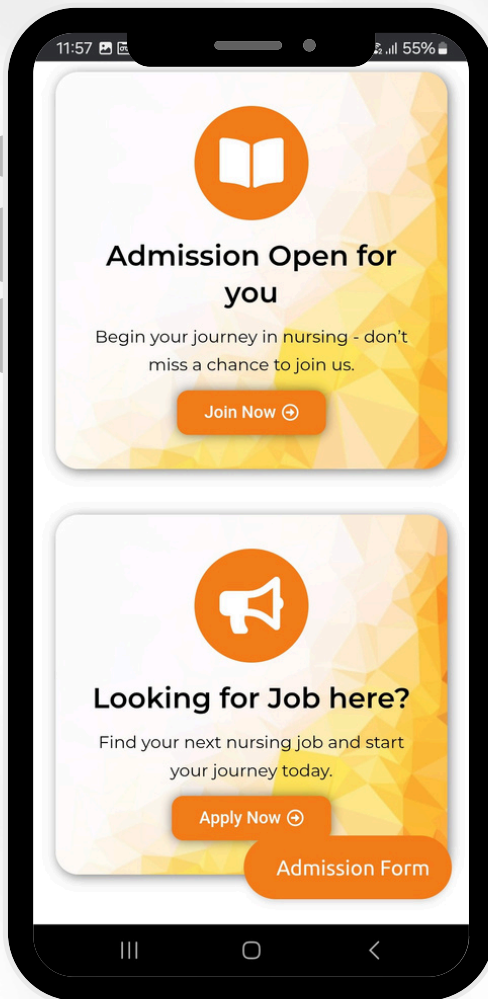 11:57 55%
Admission Open for
you
Begin your journey in nursing - don't
miss a chance to join us.
Join Now
Looking for Job here?
Find your next nursing job and start
your journey today.
Apply Now
Admission Form